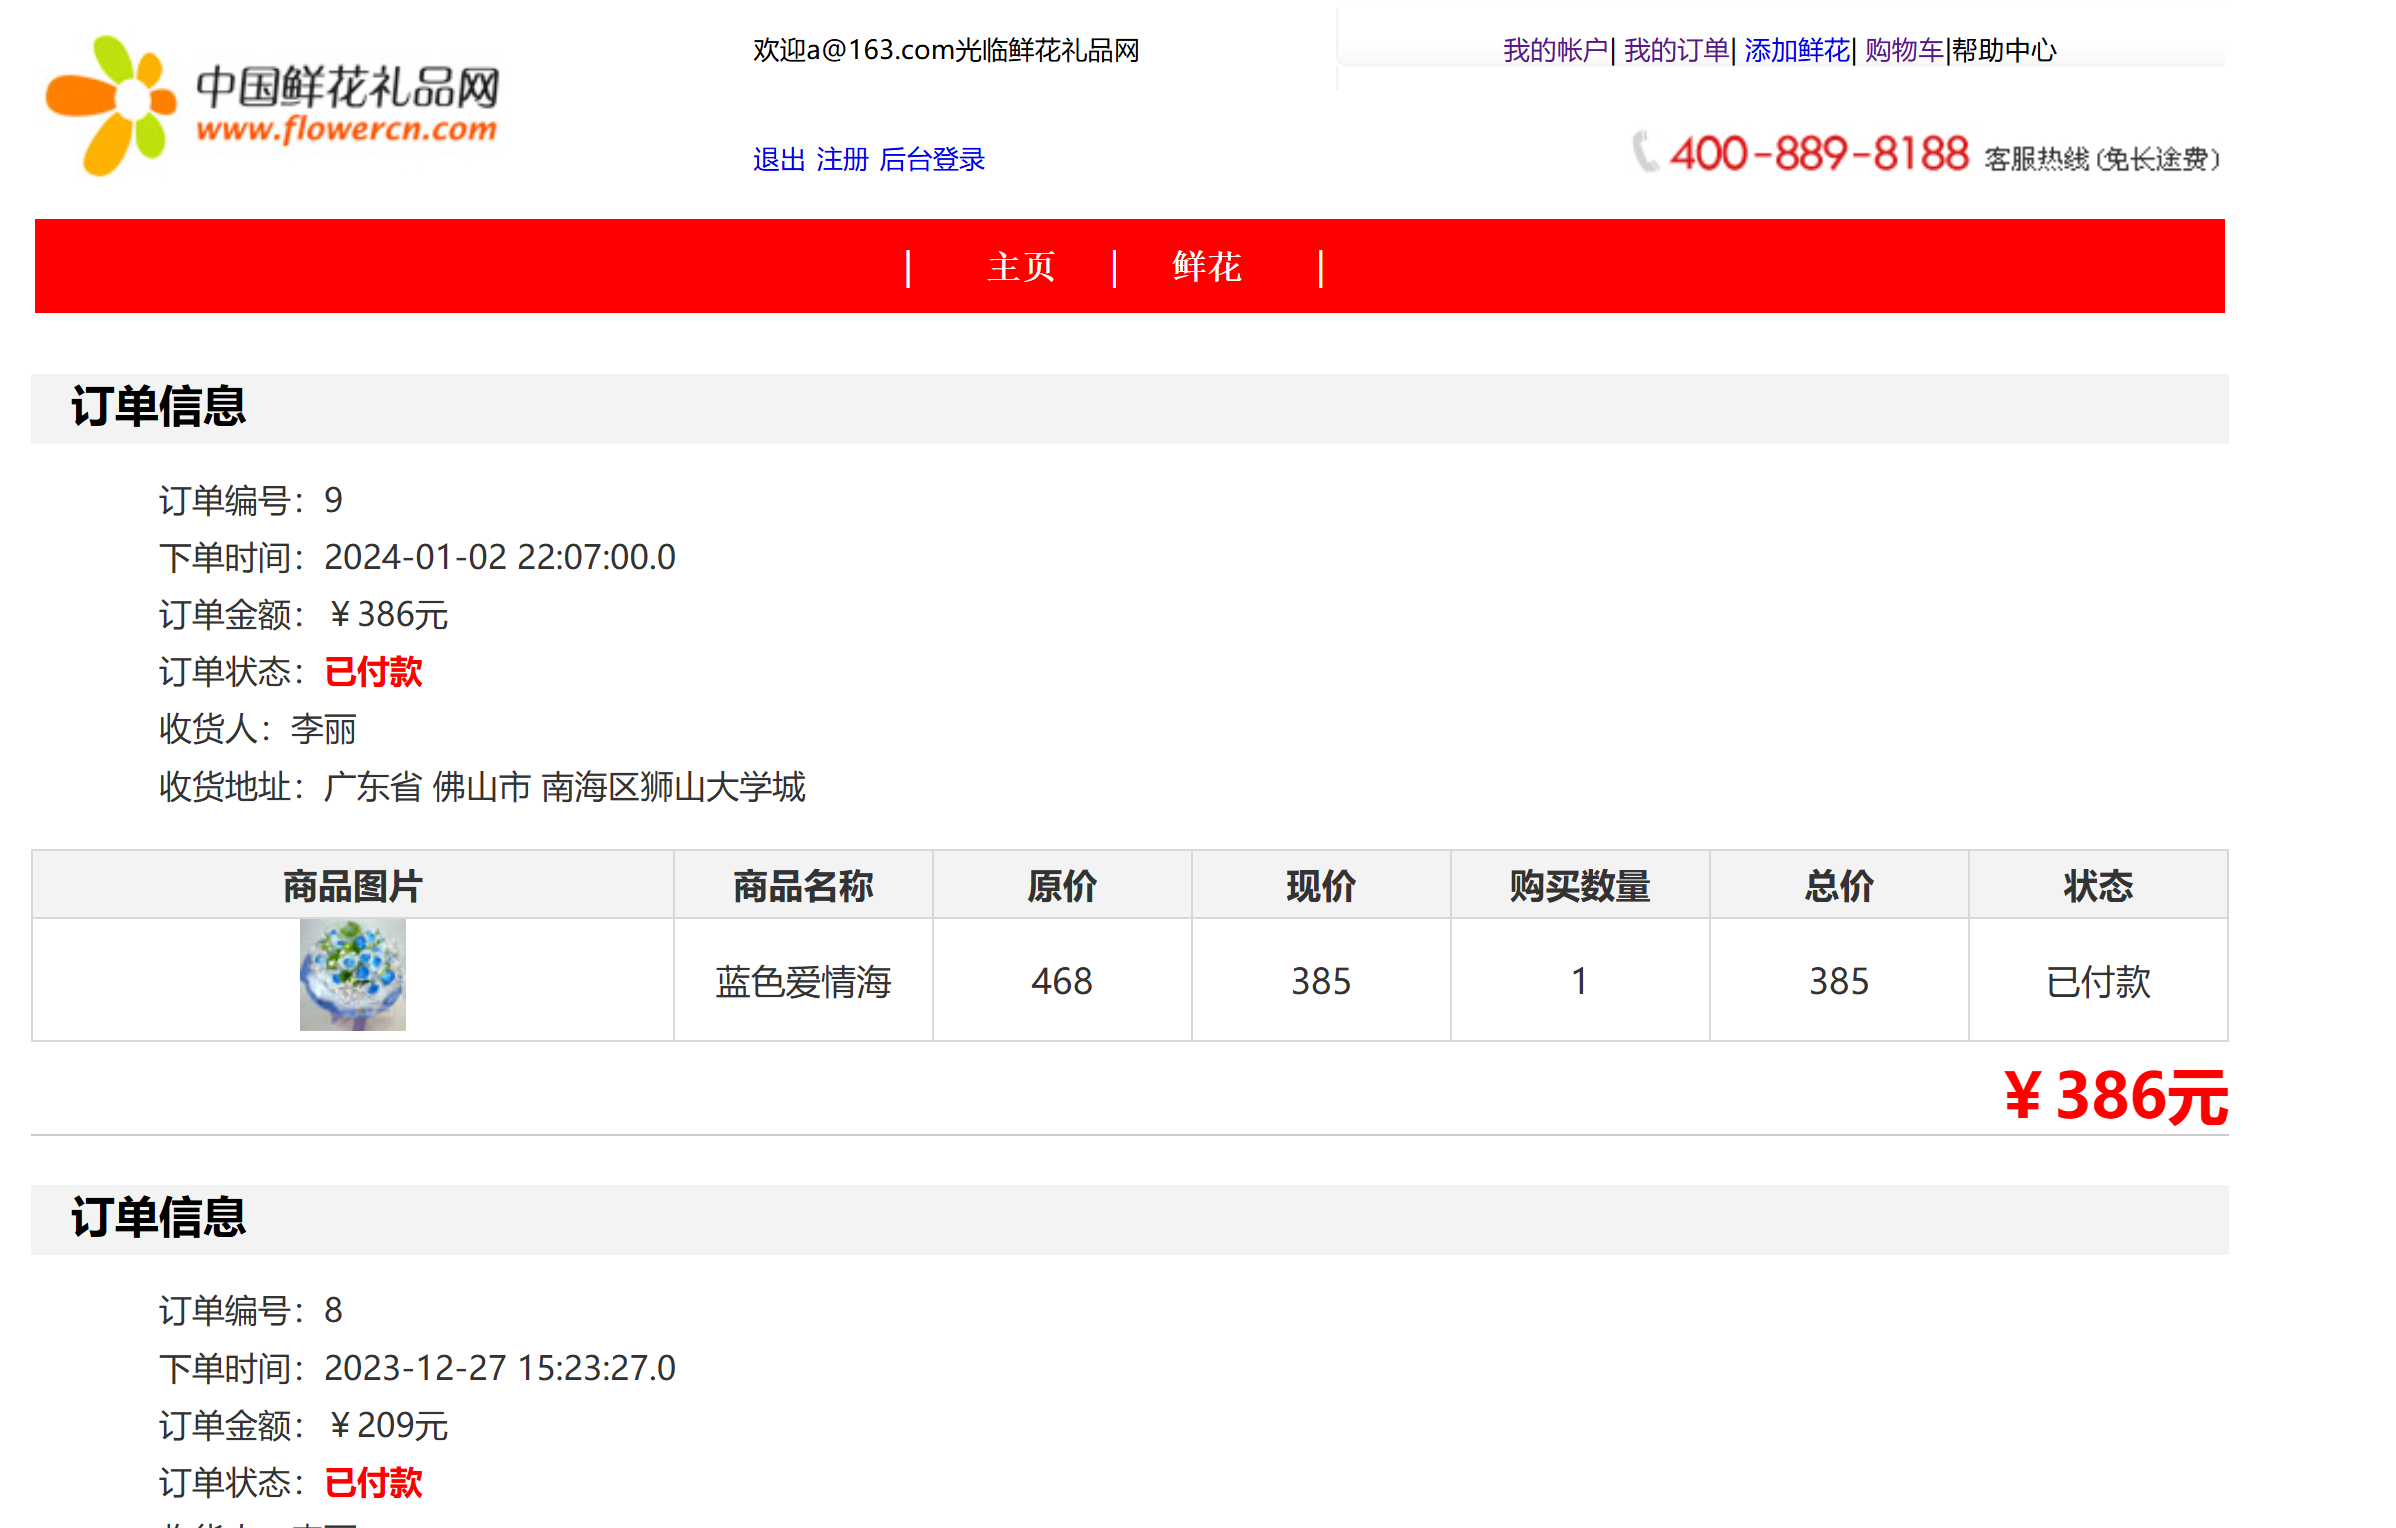 中国鲜花礼品网
www.flowercn.com
欢迎a@163.com光临鲜花礼品网
我的帐户| 我的订单| 添加鲜花| 购物车|帮助中心
退出 注册 后台登录
400-889-8188 客服热线(免长途费)
| 主页 | 鲜花 |
订单信息
订单编号：9
下单时间：2024-01-02 22:07:00.0
订单金额：￥386元
订单状态：已付款
收货人：李丽
收货地址：广东省 佛山市 南海区狮山大学城
商品图片 商品名称 原价 现价 购买数量 总价 状态
蓝色爱情海 468 385 1 385 已付款
￥386元
订单信息
订单编号：8
下单时间：2023-12-27 15:23:27.0
订单金额：￥209元
订单状态：已付款